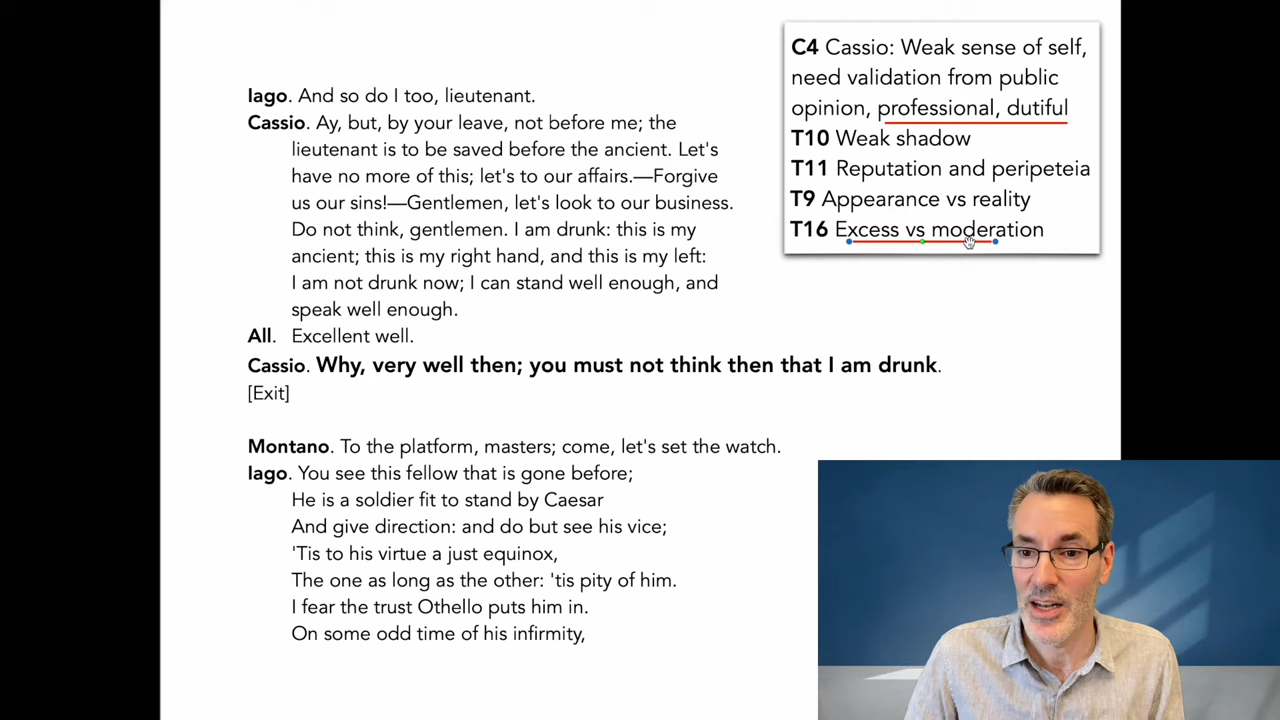 Iago. And so do I too, lieutenant.
Cassio. Ay, but, by your leave, not before me; the
lieutenant is to be saved before the ancient. Let's
have no more of this; let's to our affairs.—Forgive
us our sins!—Gentlemen, let's look to our business.
Do not think, gentlemen. I am drunk: this is my
ancient; this is my right hand, and this is my left:
I am not drunk now; I can stand well enough, and
speak well enough.
All. Excellent well.
Cassio. Why, very well then; you must not think then that I am drunk.
[Exit]
Montano. To the platform, masters; come, let's set the watch.
Iago. You see this fellow that is gone before;
He is a soldier fit to stand by Caesar
And give direction: and do but see his vice;
'Tis to his virtue a just equinox,
The one as long as the other: 'tis pity of him.
I fear the trust Othello puts him in.
On some odd time of his infirmity,
C4 Cassio: Weak sense of self,
need validation from public
opinion, professional, dutiful
T10 Weak shadow
T11 Reputation and peripeteia
T9 Appearance vs reality
T16 Excess vs moderation